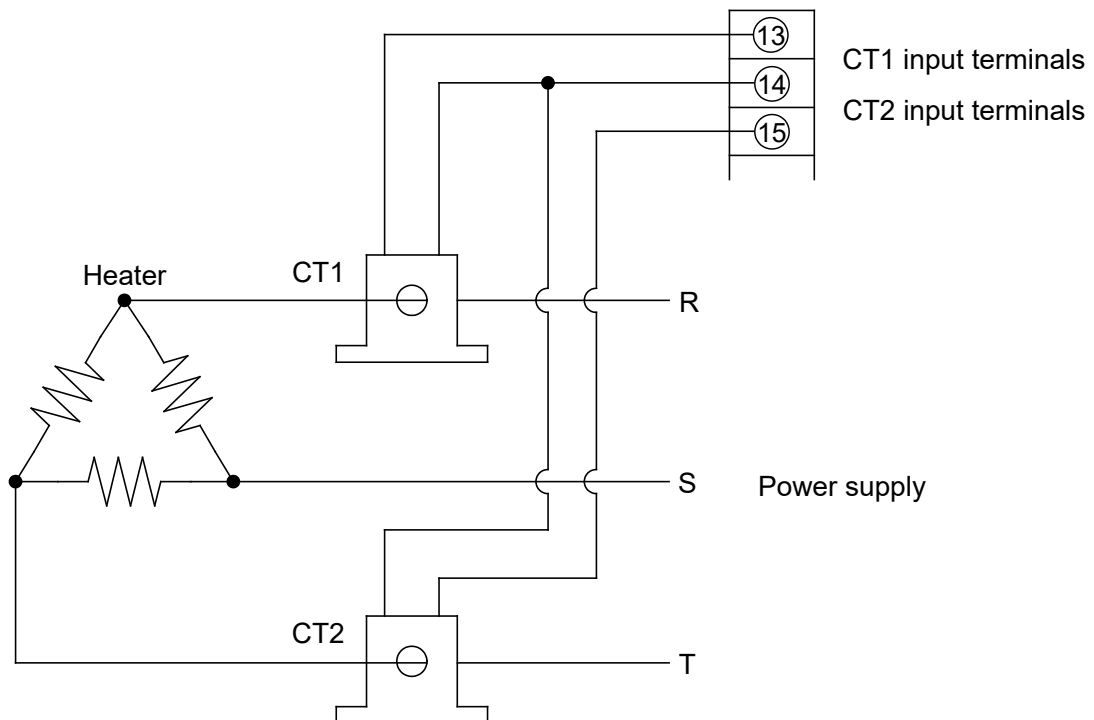 13
CT1 input terminals
14
CT2 input terminals
15
Heater
CT1
R
S
Power supply
CT2
T